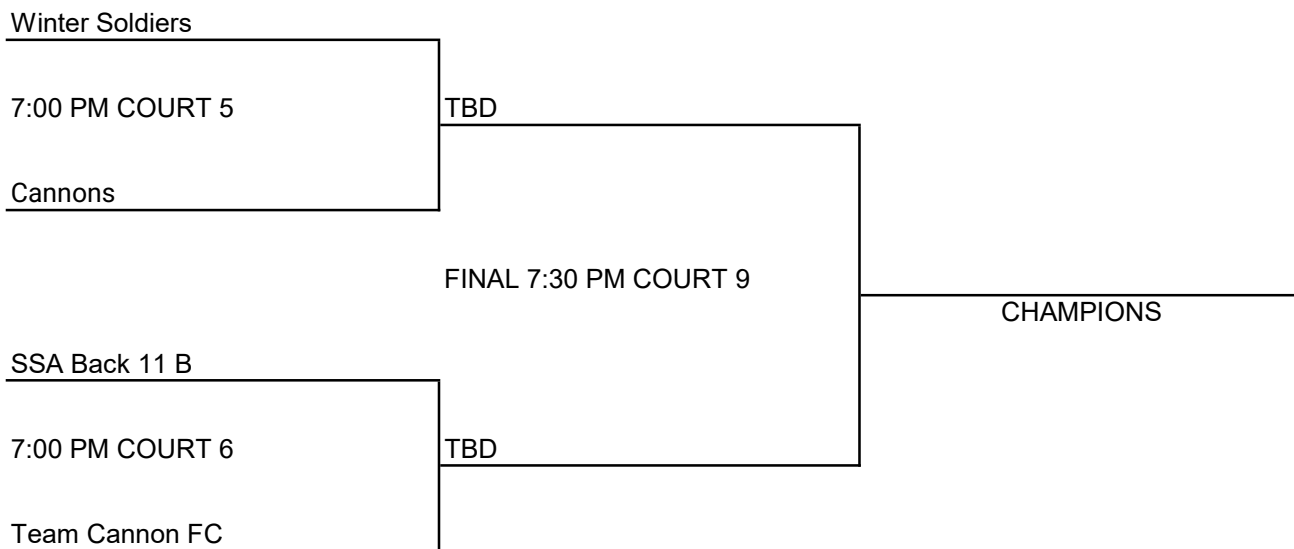 Winter Soldiers
7:00 PM COURT 5
TBD
Cannons
FINAL 7:30 PM COURT 9
CHAMPIONS
SSA Back 11 B
7:00 PM COURT 6
TBD
Team Cannon FC